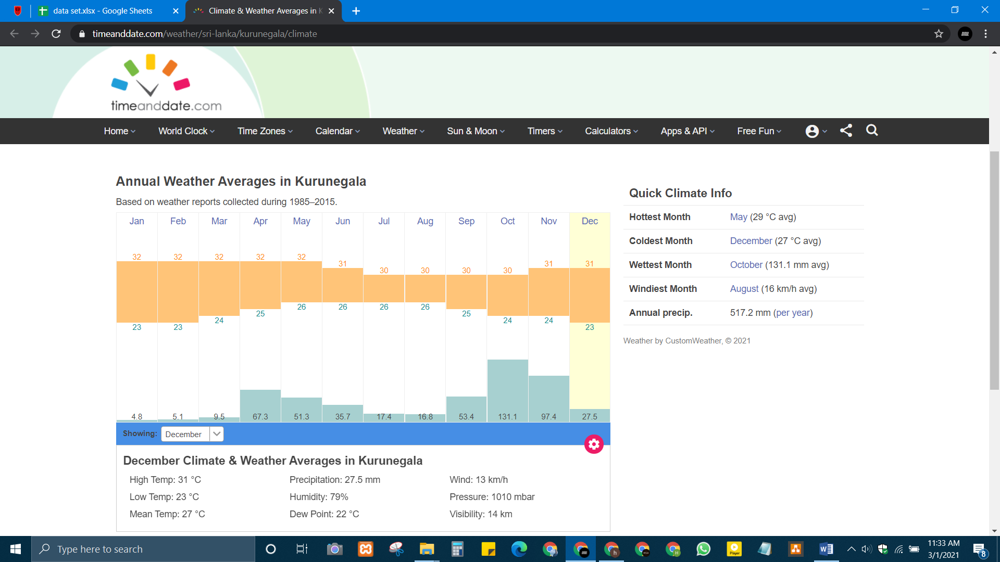 data set.xlsx - Google Sheets
Climate & Weather Averages in K
timeanddate.com/weather/sri-lanka/kurunegala/climate
timeanddate.com
Home World Clock Time Zones Calendar Weather Sun & Moon Timers Calculators Apps & API Free Fun
Annual Weather Averages in Kurunegala
Based on weather reports collected during 1985–2015.
Jan Feb Mar Apr May Jun Jul Aug Sep Oct Nov Dec
32 32 32 32 32 31 30 30 30 30 31 31
23 23 24 25 26 26 26 26 25 24 24 23
4.8 5.1 9.5 67.3 51.3 35.7 17.4 16.8 53.4 131.1 97.4 27.5
Showing: December
December Climate & Weather Averages in Kurunegala
High Temp: 31 °C Precipitation: 27.5 mm Wind: 13 km/h
Low Temp: 23 °C Humidity: 79% Pressure: 1010 mbar
Mean Temp: 27 °C Dew Point: 22 °C Visibility: 14 km
Quick Climate Info
Hottest Month May (29 °C avg)
Coldest Month December (27 °C avg)
Wettest Month October (131.1 mm avg)
Windiest Month August (16 km/h avg)
Annual precip. 517.2 mm (per year)
Weather by CustomWeather, © 2021
Type here to search
Player
11:33 AM
3/1/2021
8